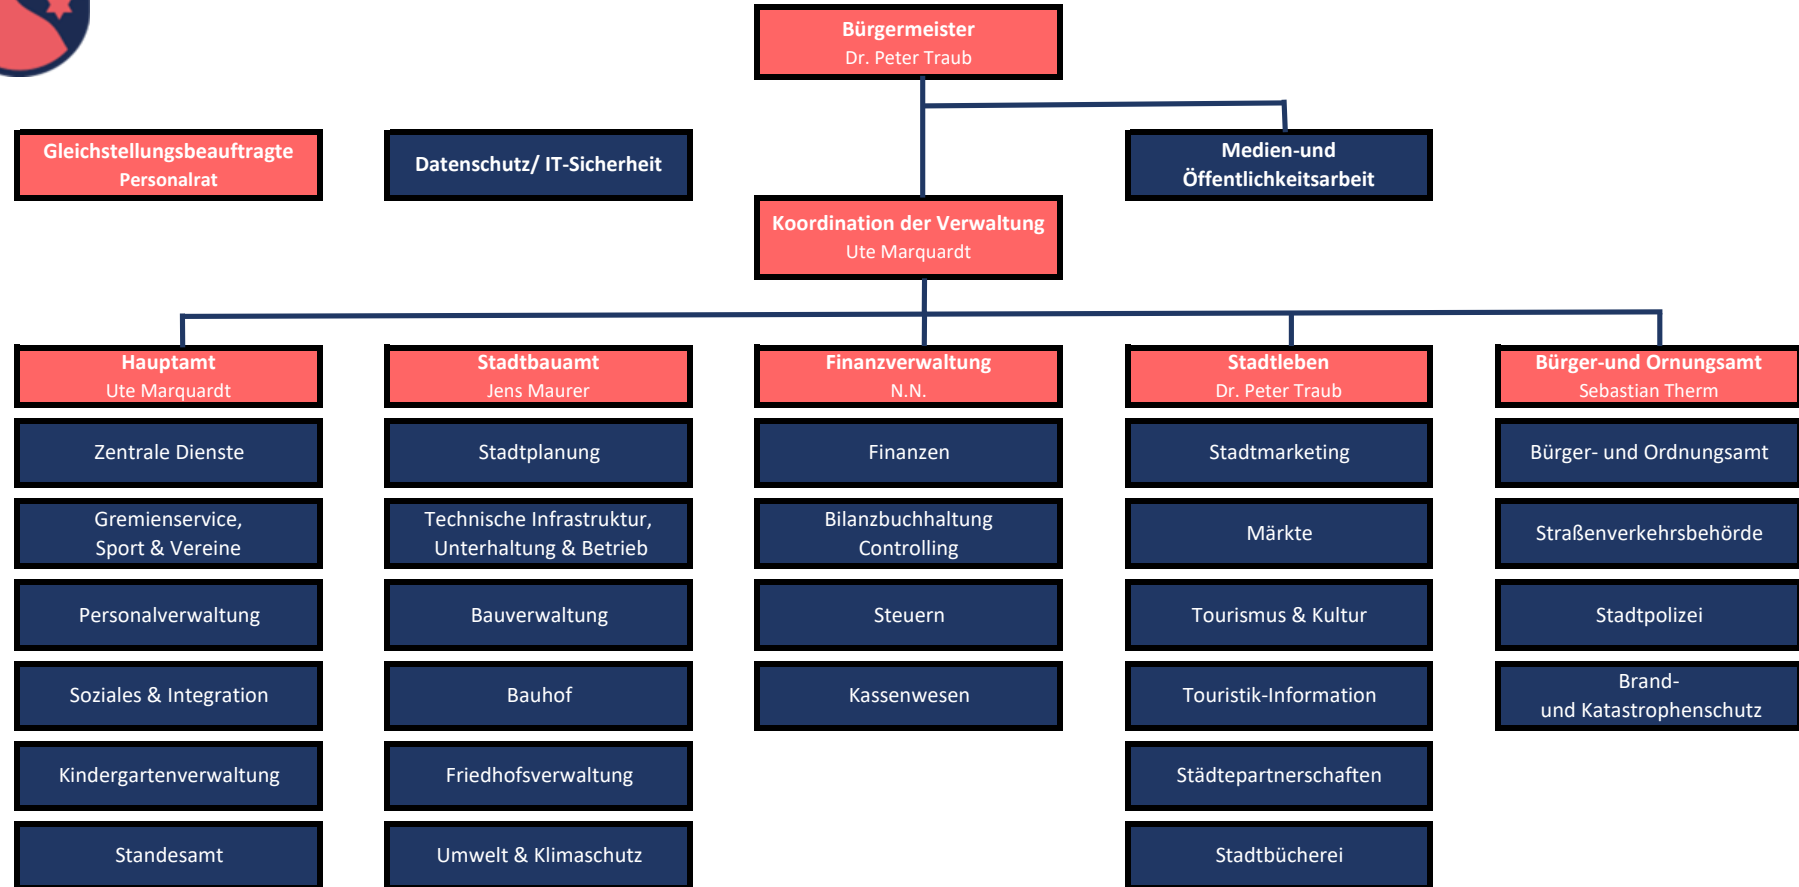 Bürgermeister
Dr. Peter Traub
Gleichstellungsbeauftragte
Personalrat
Datenschutz/ IT-Sicherheit
Medien-und
Öffentlichkeitsarbeit
Koordination der Verwaltung
Ute Marquardt
Hauptamt
Ute Marquardt
Zentrale Dienste
Gremienservice,
Sport & Vereine
Personalverwaltung
Soziales & Integration
Kindergartenverwaltung
Standesamt
Stadtbauamt
Jens Maurer
Stadtplanung
Technische Infrastruktur,
Unterhaltung & Betrieb
Bauverwaltung
Bauhof
Friedhofsverwaltung
Umwelt & Klimaschutz
Finanzverwaltung
N.N.
Finanzen
Bilanzbuchhaltung
Controlling
Steuern
Kassenwesen
Stadtleben
Dr. Peter Traub
Stadtmarketing
Märkte
Tourismus & Kultur
Touristik-Information
Städtepartnerschaften
Stadtbücherei
Bürger-und Ornungsamt
Sebastian Therm
Bürger- und Ordnungsamt
Straßenverkehrsbehörde
Stadtpolizei
Brand-
und Katastrophenschutz